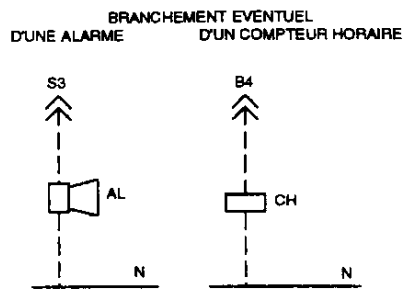 BRANCHEMENT EVENTUEL
D'UNE ALARME D'UN COMPTEUR HORAIRE
S3 B4
AL CH
N N